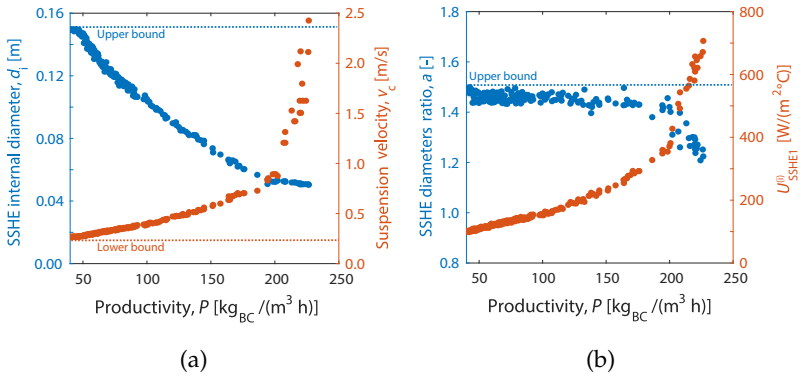 SSHE internal diameter, d_i [m]
0.16
0.12
0.08
0.04
0.00
Upper bound
Lower bound
2.5
2.0
1.5
1.0
0.5
0.0
Suspension velocity, v_c [m/s]
50 100 150 200 250
Productivity, P [kg_BC /(m³ h)]
(a)
SSHE diameters ratio, a [-]
1.8
1.6
1.4
1.2
1.0
0.8
Upper bound
800
600
400
200
0
U^(i)_SSHE1 [W/(m²°C)]
50 100 150 200 250
Productivity, P [kg_BC /(m³ h)]
(b)